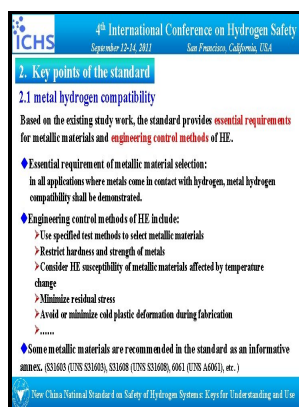 ICHS
4th International Conference on Hydrogen Safety
September 12-14, 2011 San Francisco, California, USA
2. Key points of the standard
2.1 metal hydrogen compatibility
Based on the existing study work, the standard provides essential requirements
for metallic materials and engineering control methods of HE.
◆Essential requirement of metallic material selection:
in all applications where metals come in contact with hydrogen, metal hydrogen
compatibility shall be demonstrated.
◆Engineering control methods of HE include:
➢Use specified test methods to select metallic materials
➢Restrict hardness and strength of metals
➢Consider HE susceptibility of metallic materials affected by temperature
change
➢Minimize residual stress
➢Avoid or minimize cold plastic deformation during fabrication
➢......
◆Some metallic materials are recommended in the standard as an informative
annex. (S31603 (UNS S31603), S31608 (UNS S31608), 6061 (UNS A6061), etc. )
New China National Standard on Safety of Hydrogen Systems: Keys for Understanding and Use